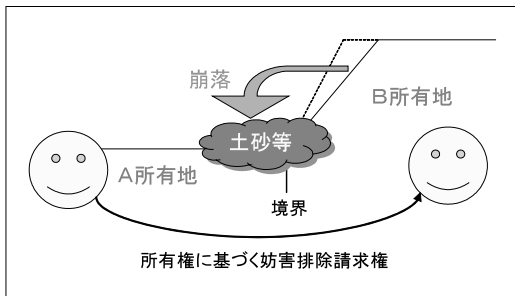 崩落
B所有地
土砂等
A所有地
境界
所有権に基づく妨害排除請求権